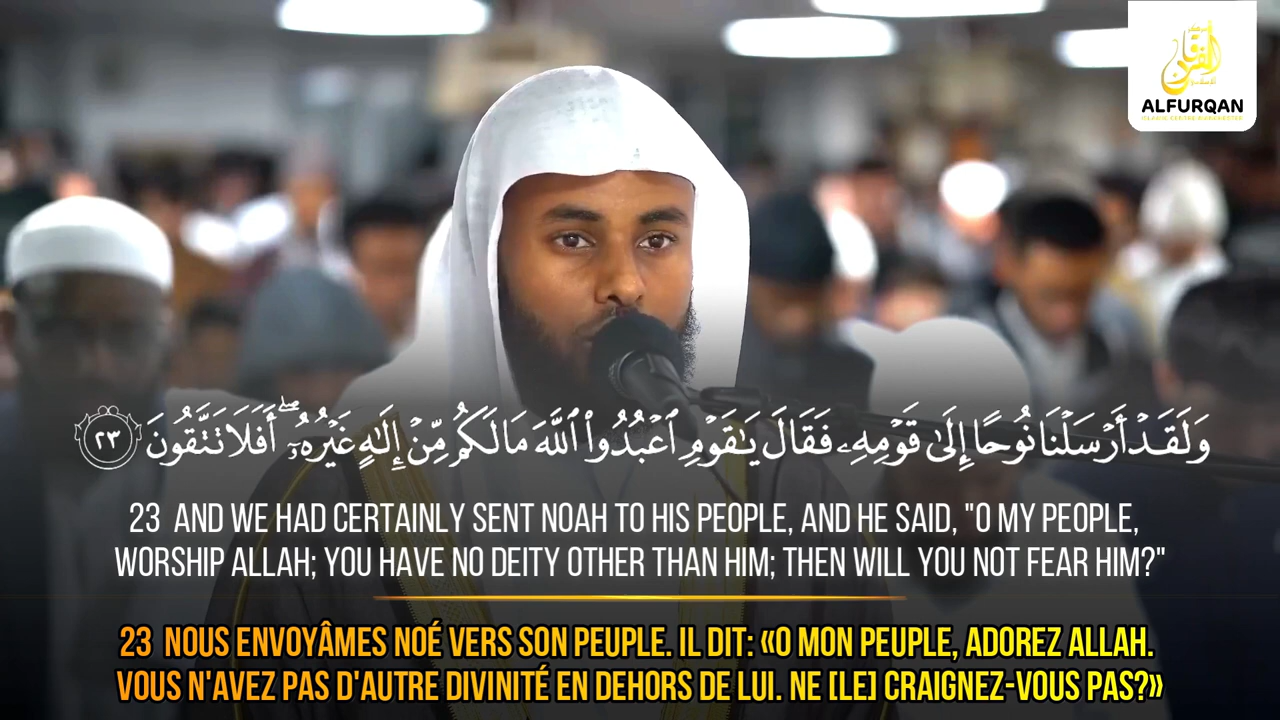 ALFURQAN
ISLAMIC CENTRE MANCHESTER
وَلَقَدْ أَرْسَلْنَا نُوحًا إِلَىٰ قَوْمِهِۦ فَقَالَ يَٰقَوْمِ ٱعْبُدُوا۟ ٱللَّهَ مَا لَكُم مِّنْ إِلَٰهٍ غَيْرُهُۥٓ ۖ أَفَلَا تَتَّقُونَ ٢٣
23 AND WE HAD CERTAINLY SENT NOAH TO HIS PEOPLE, AND HE SAID, "O MY PEOPLE,
WORSHIP ALLAH; YOU HAVE NO DEITY OTHER THAN HIM; THEN WILL YOU NOT FEAR HIM?"
23 NOUS ENVOYÂMES NOÉ VERS SON PEUPLE. IL DIT: «O MON PEUPLE, ADOREZ ALLAH.
VOUS N'AVEZ PAS D'AUTRE DIVINITÉ EN DEHORS DE LUI. NE [LE] CRAIGNEZ-VOUS PAS?»